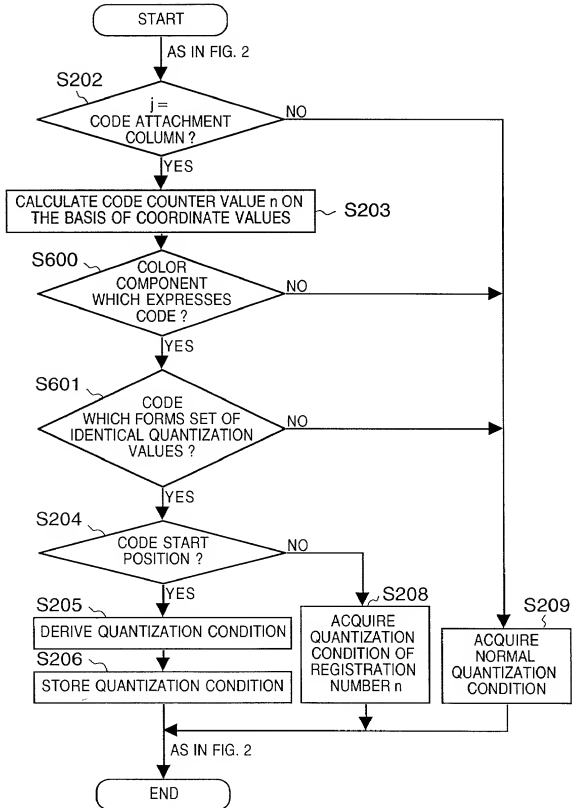 START
AS IN FIG. 2
S202
j =
CODE ATTACHMENT
COLUMN ?
NO
YES
CALCULATE CODE COUNTER VALUE n ON
THE BASIS OF COORDINATE VALUES
S203
S600
COLOR
COMPONENT
WHICH EXPRESSES
CODE ?
NO
YES
S601
CODE
WHICH FORMS SET OF
IDENTICAL QUANTIZATION
VALUES ?
NO
YES
S204
CODE START
POSITION ?
NO
YES
S205
DERIVE QUANTIZATION CONDITION
S206
STORE QUANTIZATION CONDITION
S208
ACQUIRE
QUANTIZATION
CONDITION OF
REGISTRATION
NUMBER n
S209
ACQUIRE
NORMAL
QUANTIZATION
CONDITION
AS IN FIG. 2
END